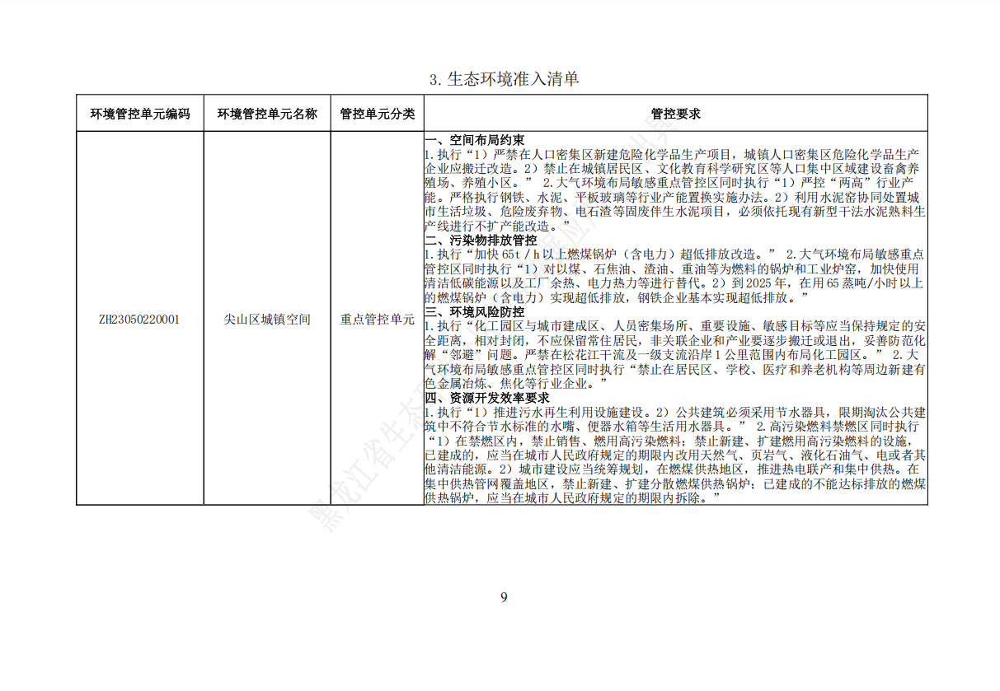 3.生态环境准入清单
环境管控单元编码 环境管控单元名称 管控单元分类 管控要求
ZH23050220001 尖山区城镇空间 重点管控单元
一、空间布局约束
1.执行“1）严禁在人口密集区新建危险化学品生产项目，城镇人口密集区危险化学品生产
企业应搬迁改造。2）禁止在城镇居民区、文化教育科学研究区等人口集中区域建设畜禽养
殖场、养殖小区。” 2.大气环境布局敏感重点管控区同时执行“1）严控“两高”行业产
能。严格执行钢铁、水泥、平板玻璃等行业产能置换实施办法。2）利用水泥窑协同处置城
市生活垃圾、危险废弃物、电石渣等固废伴生水泥项目，必须依托现有新型干法水泥熟料生
产线进行不扩产能改造。”
二、污染物排放管控
1.执行“加快 65t/h 以上燃煤锅炉（含电力）超低排放改造。” 2.大气环境布局敏感重点
管控区同时执行“1）对以煤、石焦油、渣油、重油等为燃料的锅炉和工业炉窑，加快使用
清洁低碳能源以及工厂余热、电力热力等进行替代。2）到 2025 年，在用 65 蒸吨/小时以上
的燃煤锅炉（含电力）实现超低排放，钢铁企业基本实现超低排放。”
三、环境风险防控
1.执行“化工园区与城市建成区、人员密集场所、重要设施、敏感目标等应当保持规定的安
全距离，相对封闭，不应保留常住居民，非关联企业和产业要逐步搬迁或退出，妥善防范化
解“邻避”问题。严禁在松花江干流及一级支流沿岸 1 公里范围内布局化工园区。” 2.大
气环境布局敏感重点管控区同时执行“禁止在居民区、学校、医疗和养老机构等周边新建有
色金属冶炼、焦化等行业企业。”
四、资源开发效率要求
1.执行“1）推进污水再生利用设施建设。2）公共建筑必须采用节水器具，限期淘汰公共建
筑中不符合节水标准的水嘴、便器水箱等生活用水器具。” 2.高污染燃料禁燃区同时执行
“1）在禁燃区内，禁止销售、燃用高污染燃料；禁止新建、扩建燃用高污染燃料的设施，
已建成的，应当在城市人民政府规定的期限内改用天然气、页岩气、液化石油气、电或者其
他清洁能源。2）城市建设应当统筹规划，在燃煤供热地区，推进热电联产和集中供热。在
集中供热管网覆盖地区，禁止新建、扩建分散燃煤供热锅炉；已建成的不能达标排放的燃煤
供热锅炉，应当在城市人民政府规定的期限内拆除。”
9